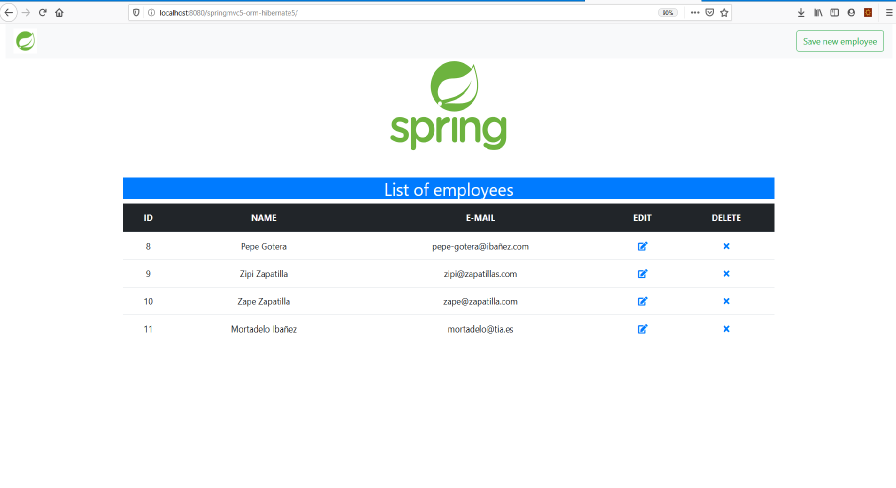 localhost:8080/springmvc5-orm-hibernate5/
90%
Save new employee
spring
List of employees
ID NAME E-MAIL EDIT DELETE
8 Pepe Gotera pepe-gotera@ibañez.com
9 Zipi Zapatilla zipi@zapatillas.com
10 Zape Zapatilla zape@zapatilla.com
11 Mortadelo Ibañez mortadelo@tia.es